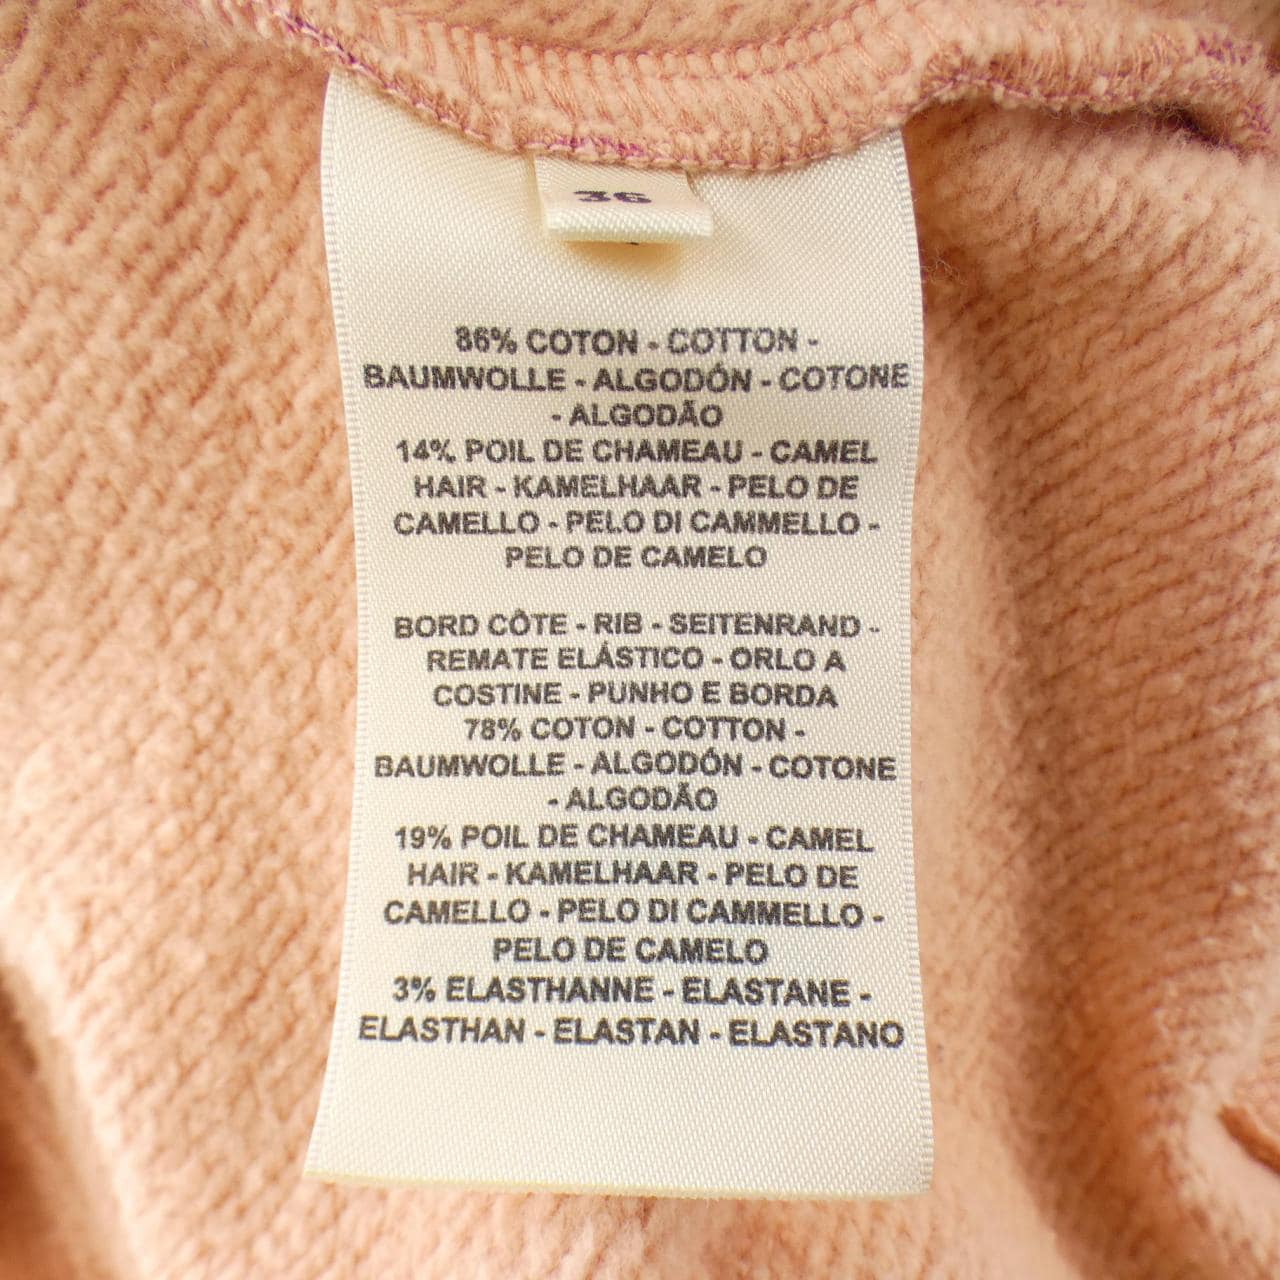 36
86% COTON - COTTON -
BAUMWOLLE - ALGODÓN - COTONE
- ALGODÃO
14% POIL DE CHAMEAU - CAMEL
HAIR - KAMELHAAR - PELO DE
CAMELLO - PELO DI CAMMELLO -
PELO DE CAMELO
BORD CÔTE - RIB - SEITENRAND -
REMATE ELÁSTICO - ORLO A
COSTINE - PUNHO E BORDA
78% COTON - COTTON -
BAUMWOLLE - ALGODÓN - COTONE
- ALGODÃO
19% POIL DE CHAMEAU - CAMEL
HAIR - KAMELHAAR - PELO DE
CAMELLO - PELO DI CAMMELLO -
PELO DE CAMELO
3% ELASTHANNE - ELASTANE -
ELASTHAN - ELASTAN - ELASTANO